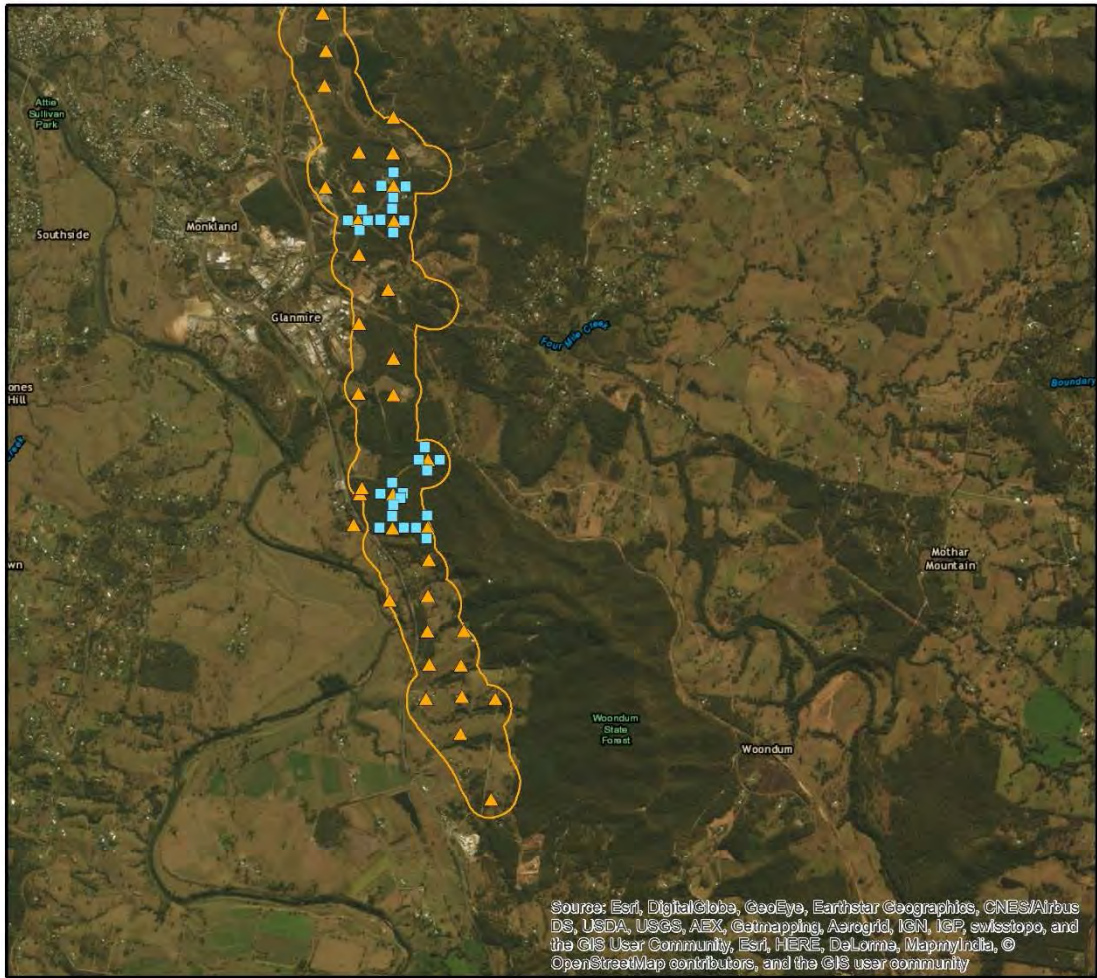 Attie
Sullivan
Park
Southside
Monkland
Glanmire
Four Mile Creek
Boundary
ones
Hill
Creek
wn
Mothar
Mountain
Woondum
State
Forest
Woondum
Source: Esri, DigitalGlobe, GeoEye, Earthstar Geographics, CNES/Airbus
DS, USDA, USGS, AEX, Getmapping, Aerogrid, IGN, IGP, swisstopo, and
the GIS User Community, Esri, HERE, DeLorme, MapmyIndia, ©
OpenStreetMap contributors, and the GIS user community